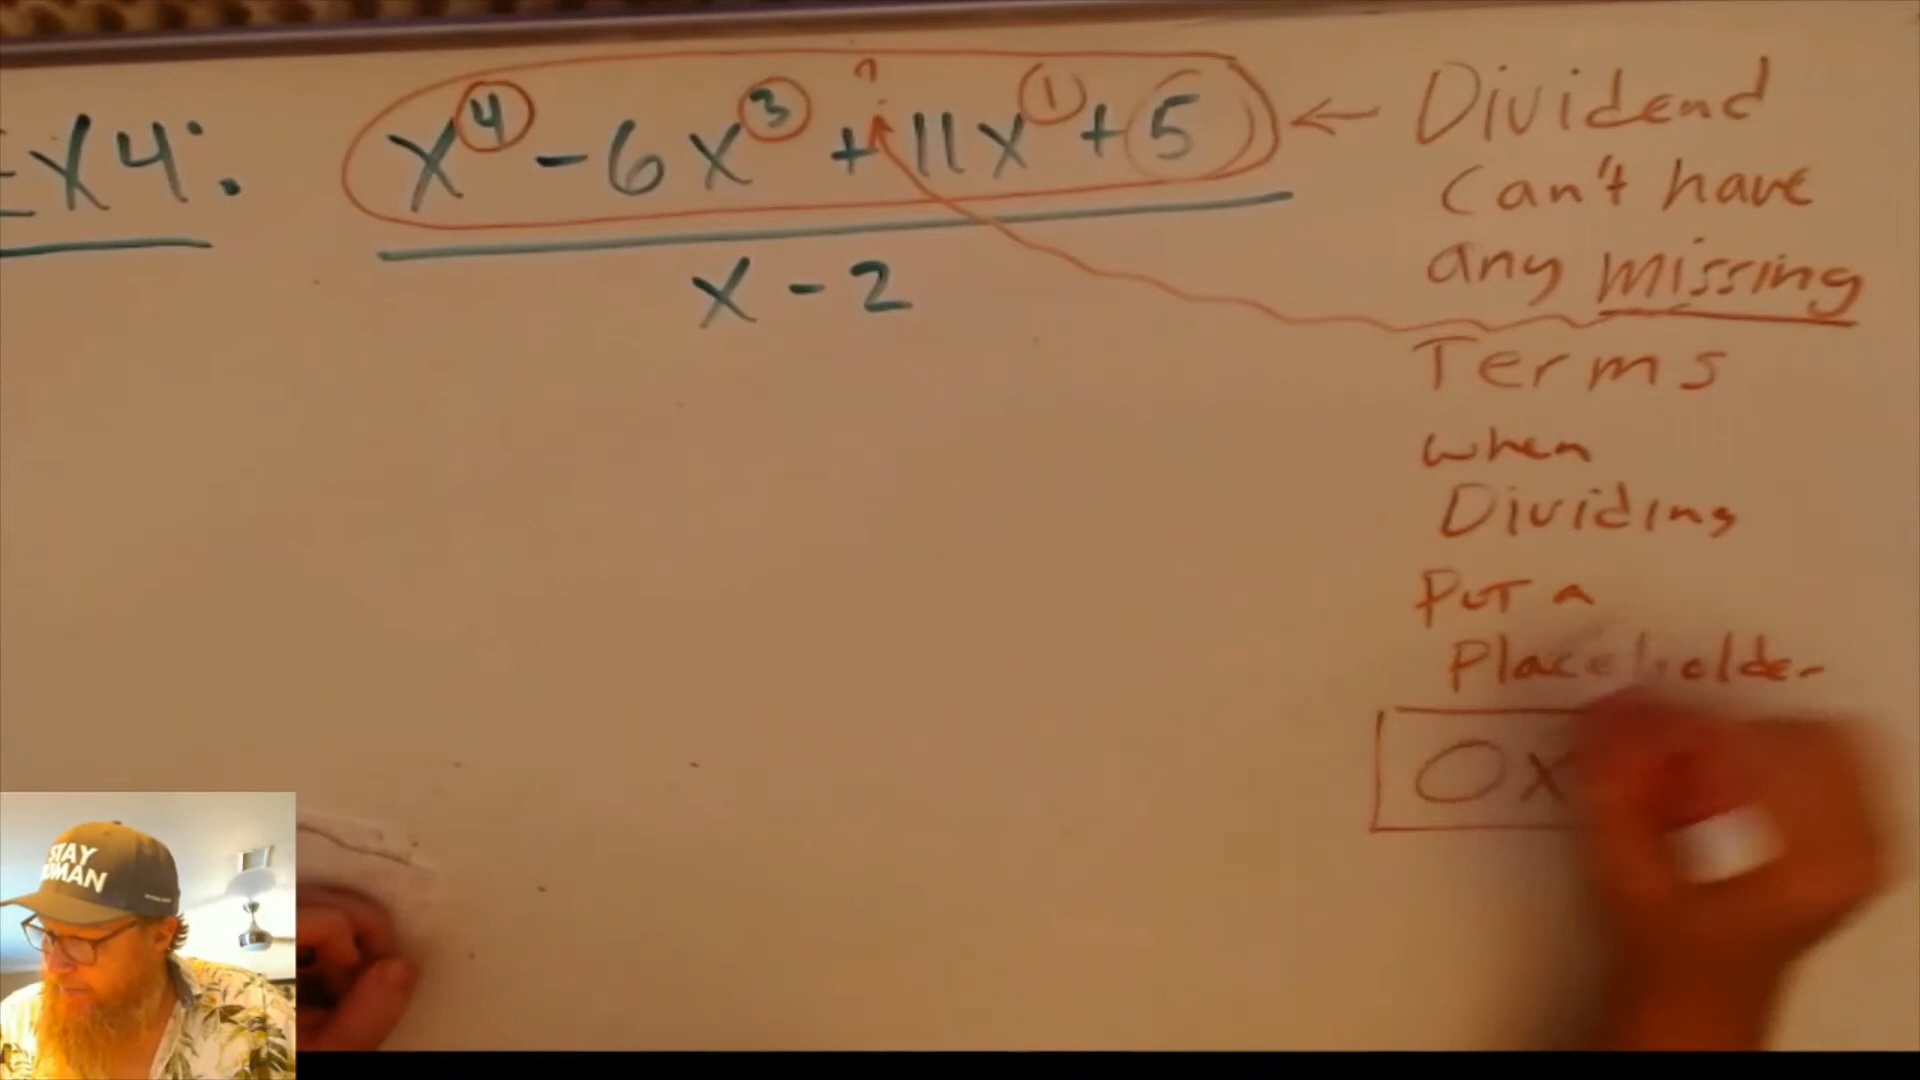 EX4: x⁴ - 6x³ + 11x¹ + 5
?
x - 2
← Dividend
Can't have
any missing
Terms
when
Dividing
Put a
Placeholder
0x
STAY
HUMAN